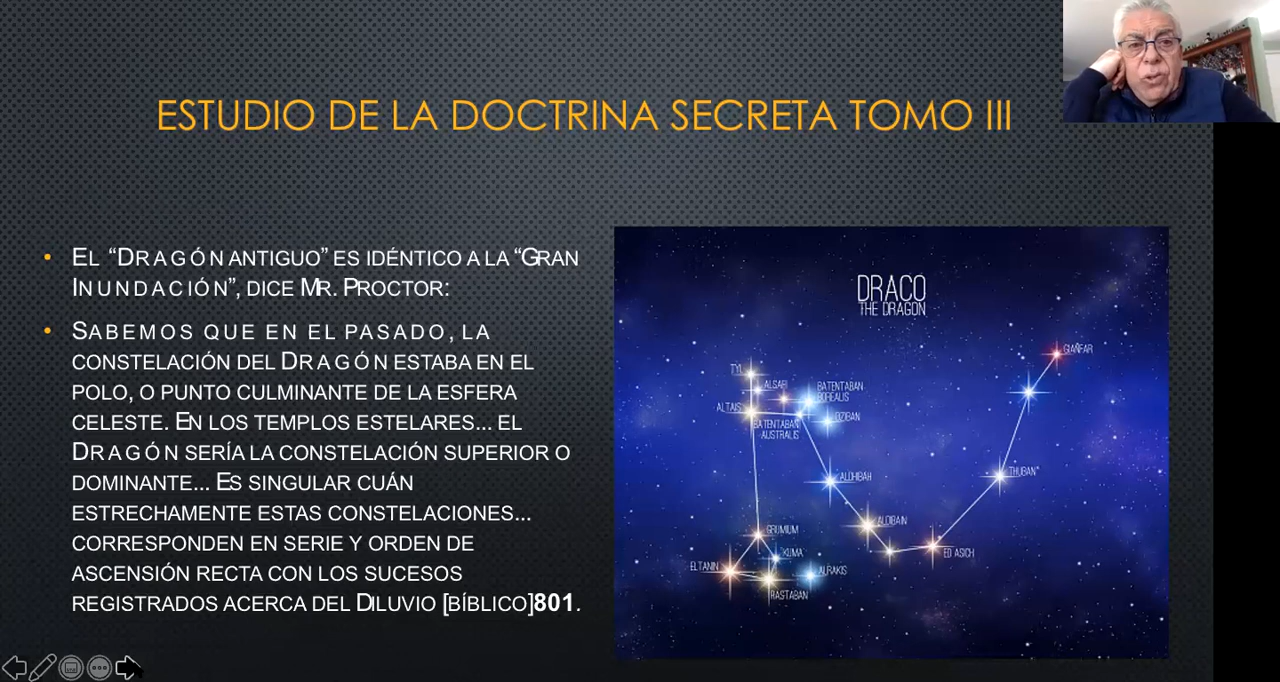 ESTUDIO DE LA DOCTRINA SECRETA TOMO III
• EL “DRAGÓN ANTIGUO” ES IDÉNTICO A LA “GRAN
INUNDACIÓN”, DICE MR. PROCTOR:
• SABEMOS QUE EN EL PASADO, LA
CONSTELACIÓN DEL DRAGÓN ESTABA EN EL
POLO, O PUNTO CULMINANTE DE LA ESFERA
CELESTE. EN LOS TEMPLOS ESTELARES... EL
DRAGÓN SERÍA LA CONSTELACIÓN SUPERIOR O
DOMINANTE... ES SINGULAR CUÁN
ESTRECHAMENTE ESTAS CONSTELACIONES...
CORRESPONDEN EN SERIE Y ORDEN DE
ASCENSIÓN RECTA CON LOS SUCESOS
REGISTRADOS ACERCA DEL DILUVIO [BÍBLICO]801.
DRACO
THE DRAGON
GIANFAR
TYL
ALSAFI
BATENTABAN
BOREALIS
ALTAIS
DZIBAN
BATENTABAN
AUSTRALIS
THUBAN
ALDHIBAH
ALDIBAIN
GRUMIUM
ED ASICH
KUMA
ELTANIN
ALRAKIS
RASTABAN